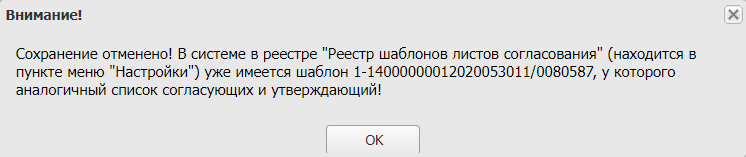 Внимание!
Сохранение отменено! В системе в реестре "Реестр шаблонов листов согласования" (находится в
пункте меню "Настройки") уже имеется шаблон 1-14000000012020053011/0080587, у которого
аналогичный список согласующих и утверждающий!
OK